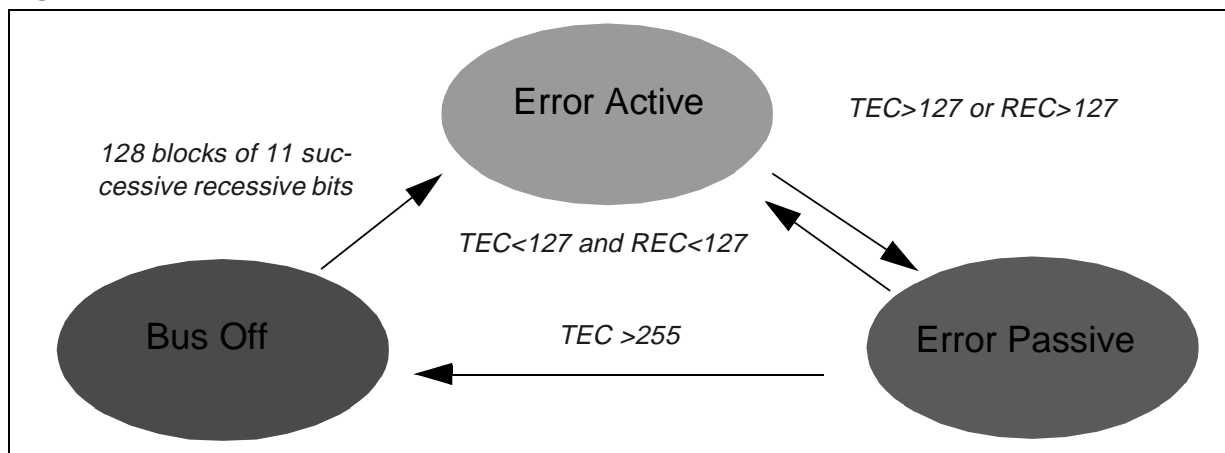 Error Active
TEC>127 or REC>127
128 blocks of 11 suc-
cessive recessive bits
TEC<127 and REC<127
Bus Off
TEC >255
Error Passive